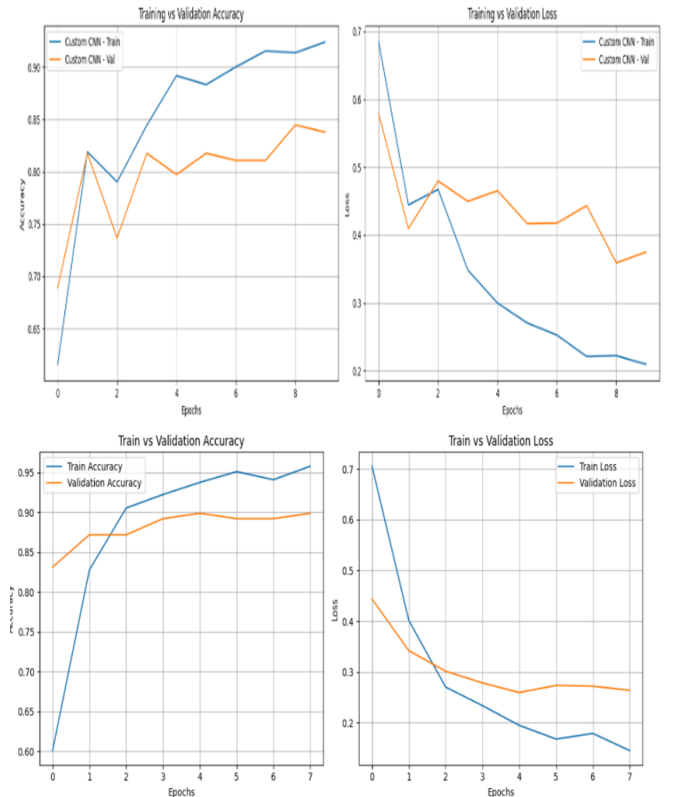 Training vs Validation Accuracy
Custom CNN - Train
Custom CNN - Val
0.90
0.85
0.80
0.75
0.70
0.65
Accuracy
0 2 4 6 8
Epochs
Training vs Validation Loss
Custom CNN - Train
Custom CNN - Val
0.7
0.6
0.5
0.4
0.3
0.2
Loss
0 2 4 6 8
Epochs
Train vs Validation Accuracy
Train Accuracy
Validation Accuracy
0.95
0.90
0.85
0.80
0.75
0.70
0.65
0.60
Accuracy
0 1 2 3 4 5 6 7
Epochs
Train vs Validation Loss
Train Loss
Validation Loss
0.7
0.6
0.5
0.4
0.3
0.2
Loss
0 1 2 3 4 5 6 7
Epochs